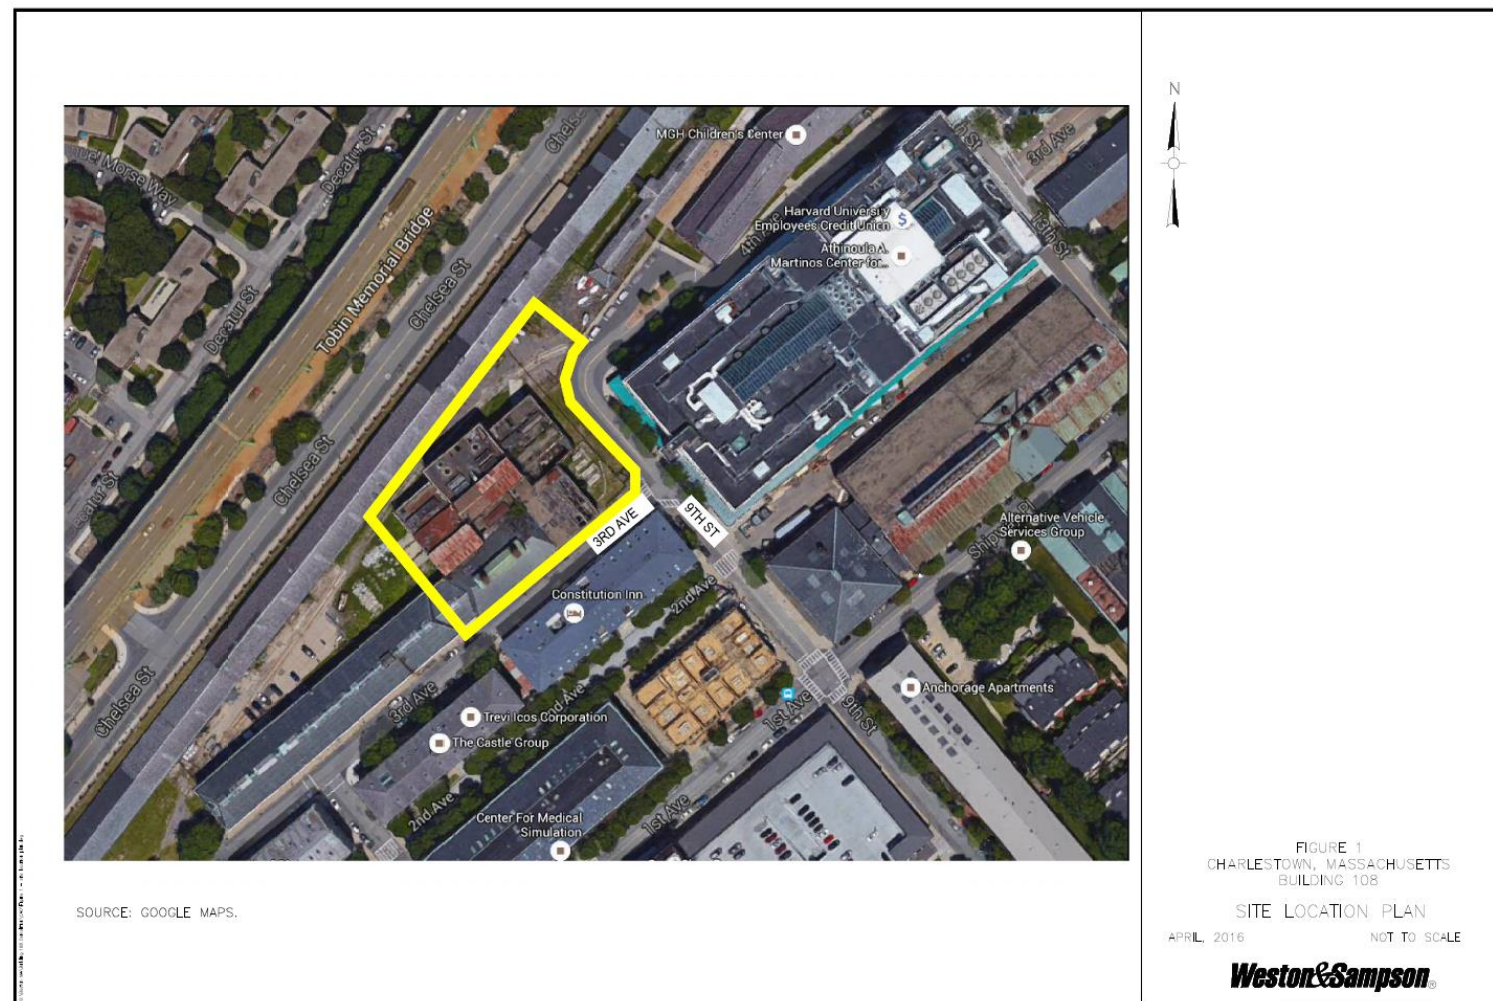 MGH Children's Center
Chelsea St
Decatur St
3rd Ave
Morse Way
Harvard University
Employees Credit Union
$
4th Ave
Athinoula A.
Martinos Center for...
13th St
Tobin Memorial Bridge
Chelsea St
Decatur St
Chelsea St
3RD AVE
9TH ST
Alternative Vehicle
Services Group
Constitution Inn
2nd Ave
Chelsea St
3rd Ave
2nd Ave
Trevi Icos Corporation
The Castle Group
1st Ave
9th St
Anchorage Apartments
2nd Ave
1st Ave
Center For Medical
Simulation
SOURCE: GOOGLE MAPS.
N
FIGURE 1
CHARLESTOWN, MASSACHUSETTS
BUILDING 108
SITE LOCATION PLAN
APRIL, 2016
NOT TO SCALE
Weston&Sampson®